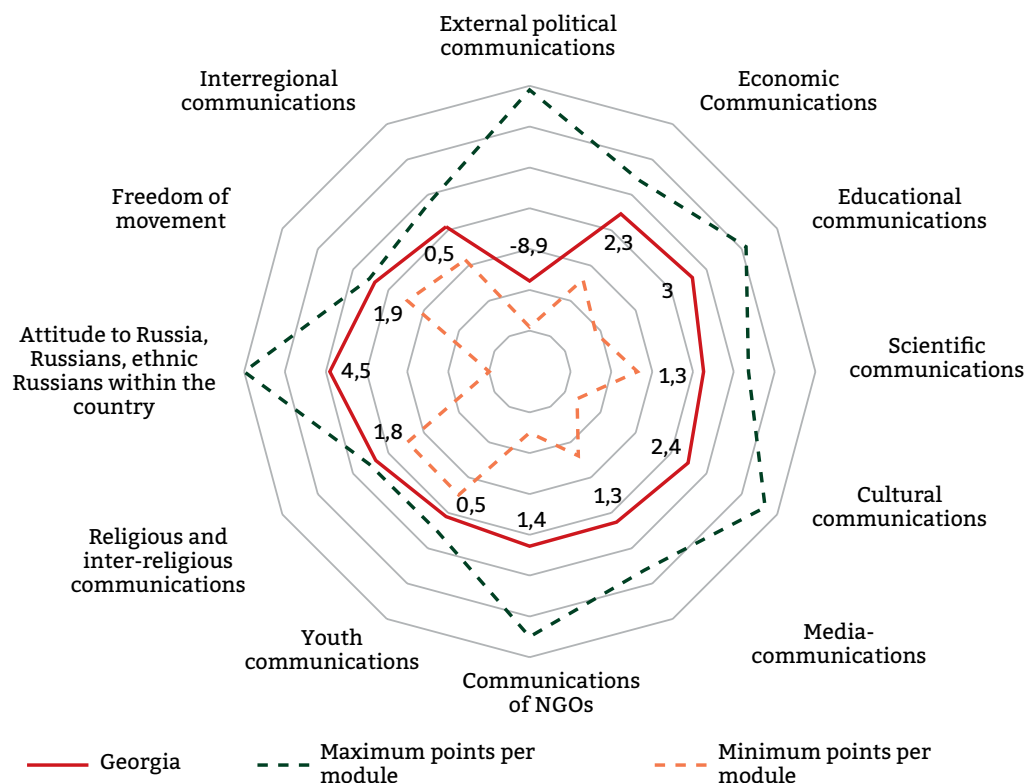 External political
communications
Interregional
communications
Economic
Communications
Freedom of
movement
Educational
communications
0,5
-8,9
2,3
1,9
3
Attitude to Russia,
Russians, ethnic
Russians within the
country
4,5
1,3
Scientific
communications
1,8
2,4
0,5
1,4
1,3
Cultural
communications
Religious and
inter-religious
communications
Youth
communications
Media-
communications
Communications
of NGOs
Georgia
Maximum points per
module
Minimum points per
module